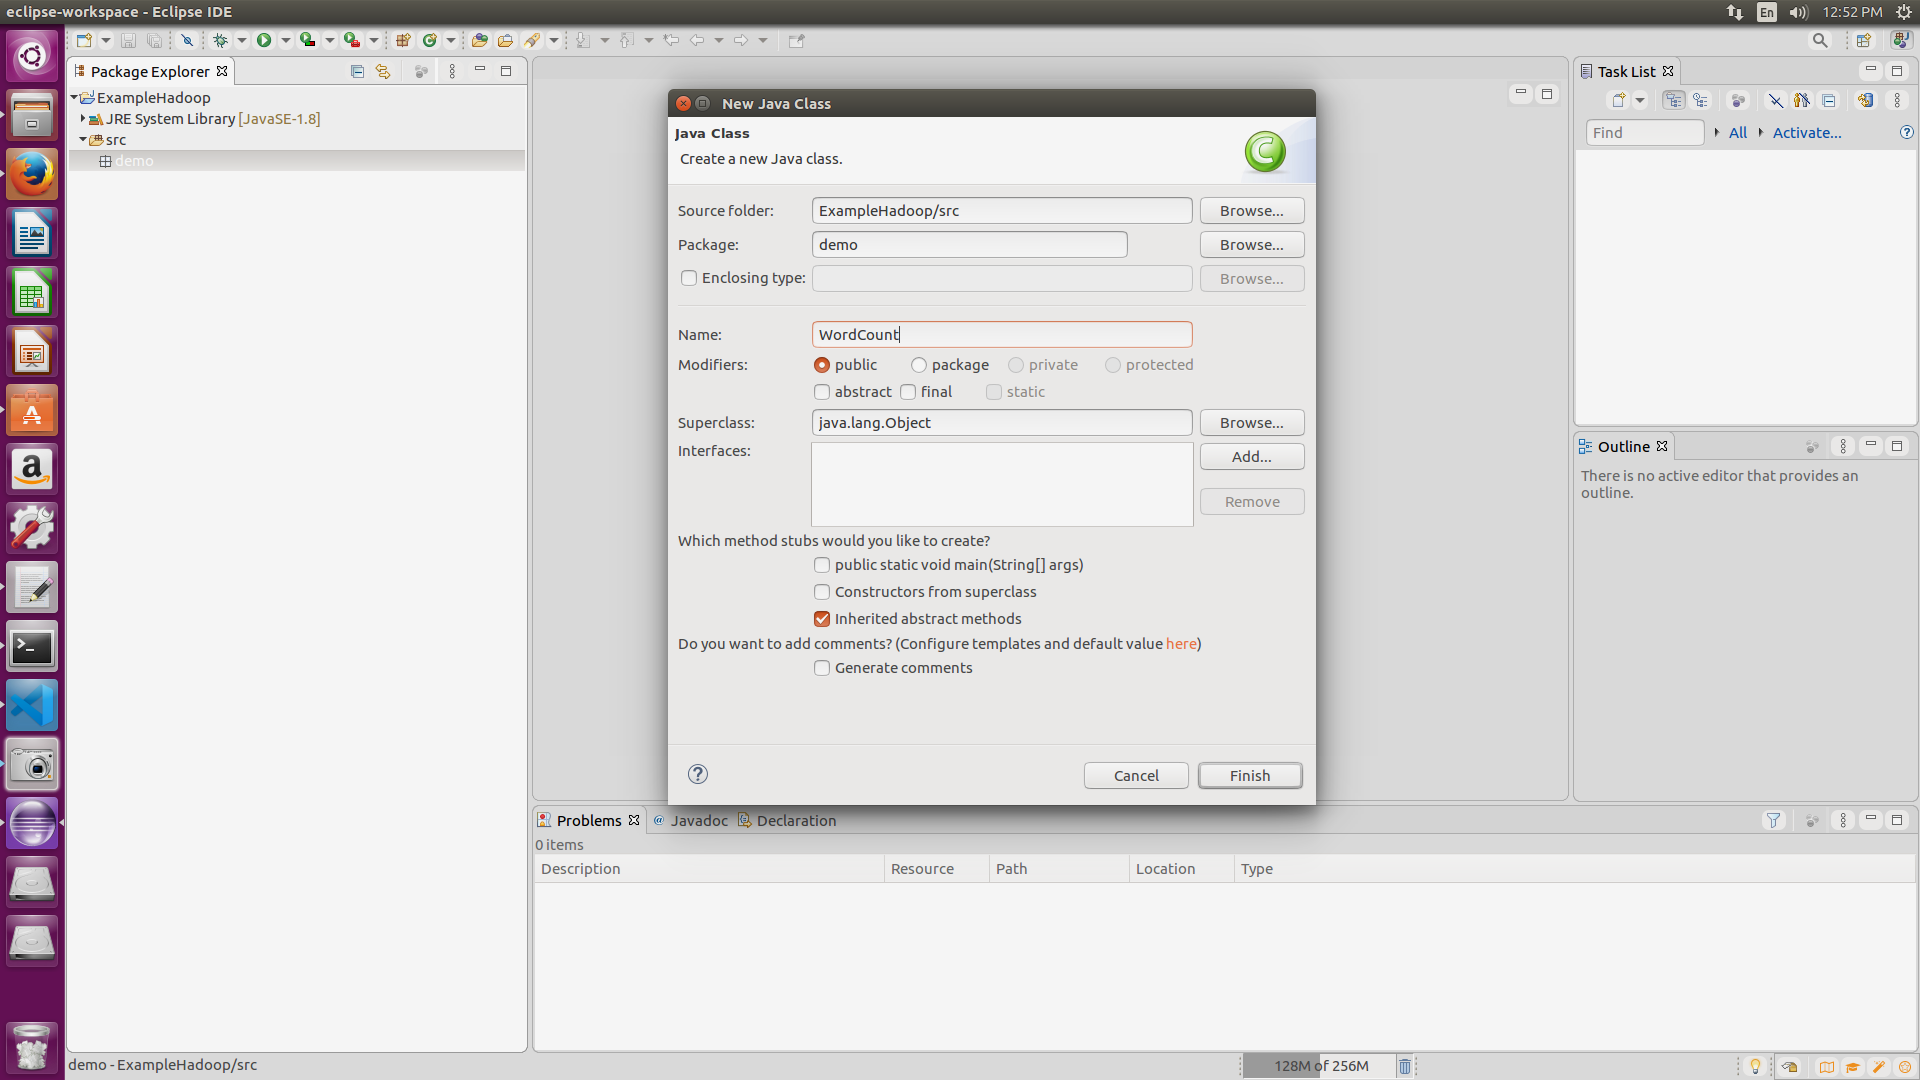 eclipse-workspace - Eclipse IDE
En
12:52 PM
Package Explorer
ExampleHadoop
JRE System Library [JavaSE-1.8]
src
demo
New Java Class
Java Class
Create a new Java class.
Source folder: ExampleHadoop/src Browse...
Package: demo Browse...
Enclosing type: Browse...
Name: WordCount
Modifiers: public package private protected
abstract final static
Superclass: java.lang.Object Browse...
Interfaces: Add...
Remove
Which method stubs would you like to create?
public static void main(String[] args)
Constructors from superclass
Inherited abstract methods
Do you want to add comments? (Configure templates and default value here)
Generate comments
Cancel Finish
Task List
Find All Activate...
Outline
There is no active editor that provides an
outline.
Problems @ Javadoc Declaration
0 items
Description Resource Path Location Type
demo - ExampleHadoop/src
128M of 256M